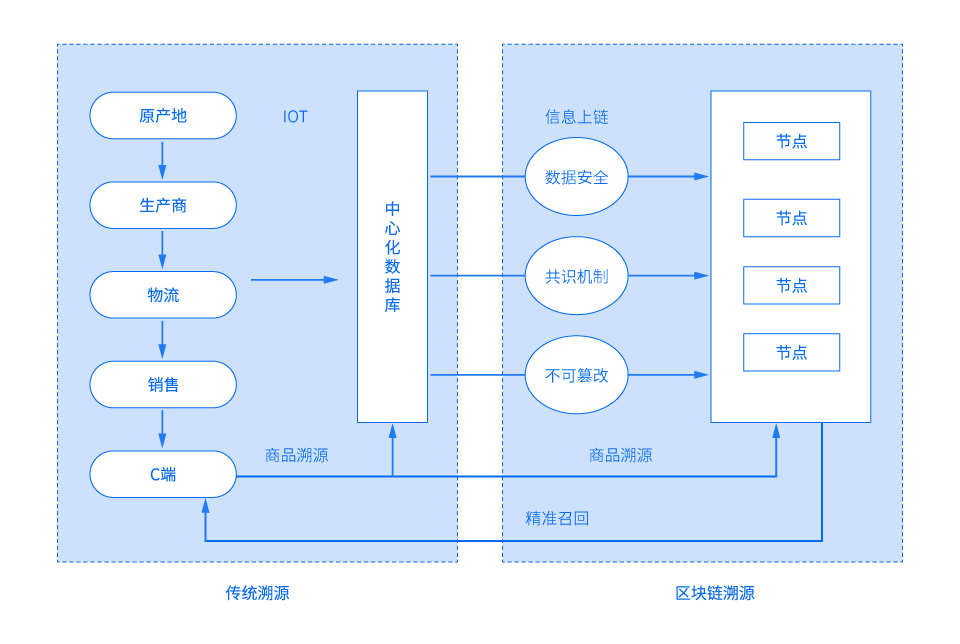 原产地
生产商
物流
销售
C端
IOT
中心化数据库
商品溯源
传统溯源
信息上链
数据安全
共识机制
不可篡改
节点
节点
节点
节点
商品溯源
精准召回
区块链溯源